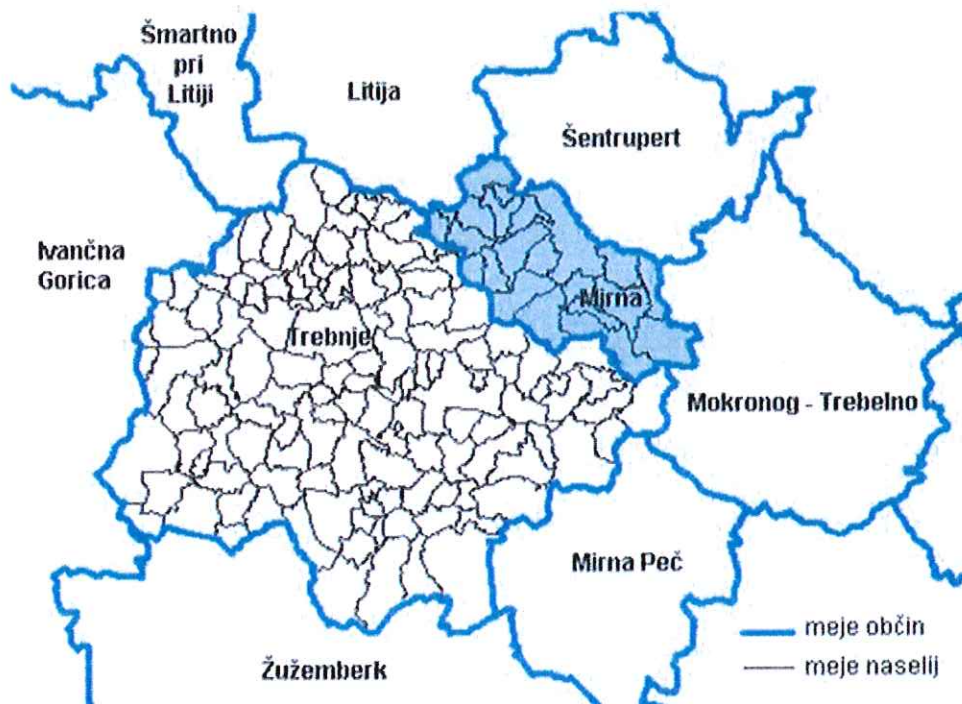 Šmartno
pri
Litiji
Litija
Šentrupert
Ivančna
Gorica
Mirna
Trebnje
Mokronog - Trebelno
Mirna Peč
meje občin
meje naselij
Žužemberk